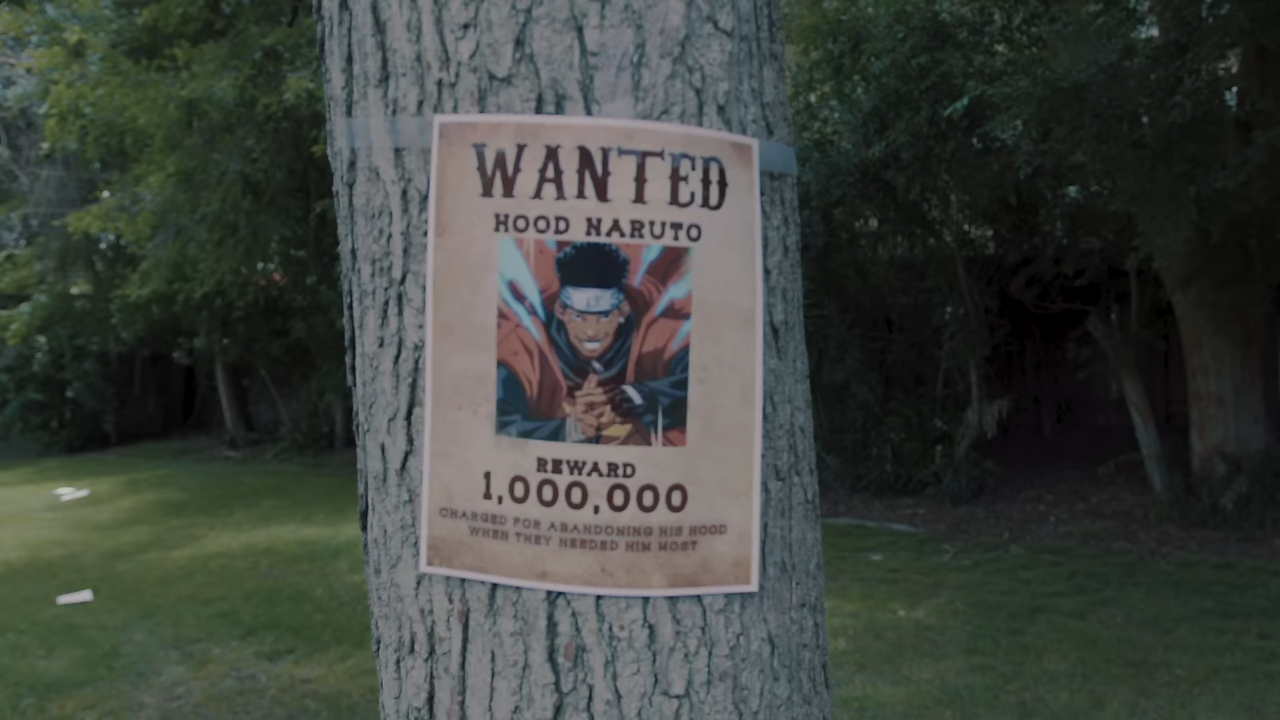 WANTED
HOOD NARUTO
REWARD
1,000,000
CHARGED FOR ABANDONING HIS HOOD
WHEN THEY NEEDED HIM MOST